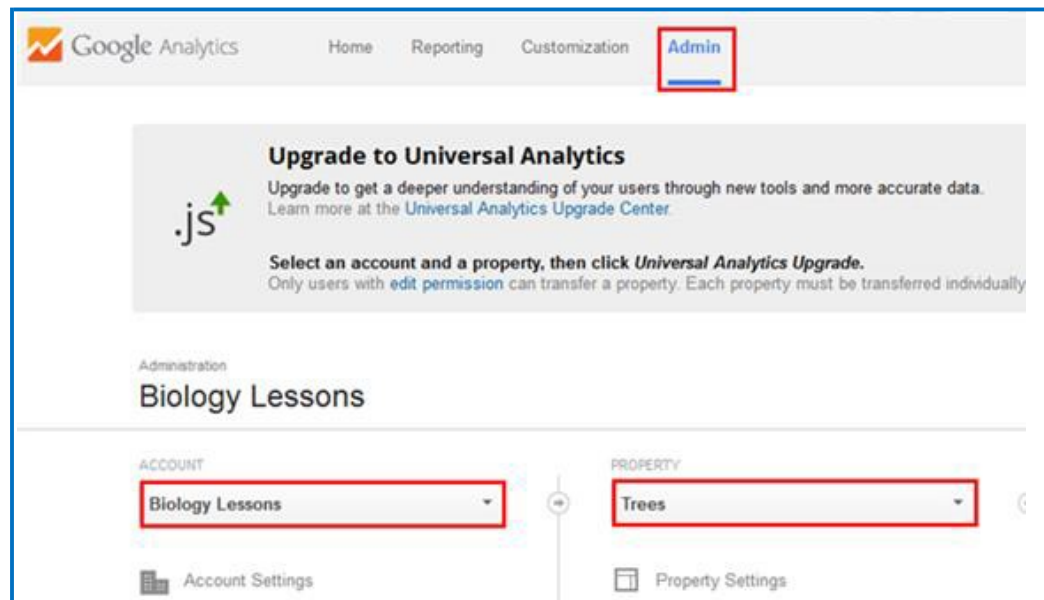 Google Analytics Home Reporting Customization Admin
Upgrade to Universal Analytics
Upgrade to get a deeper understanding of your users through new tools and more accurate data.
Learn more at the Universal Analytics Upgrade Center.
.js
Select an account and a property, then click Universal Analytics Upgrade.
Only users with edit permission can transfer a property. Each property must be transferred individually
Administration
Biology Lessons
ACCOUNT PROPERTY
Biology Lessons Trees
Account Settings Property Settings